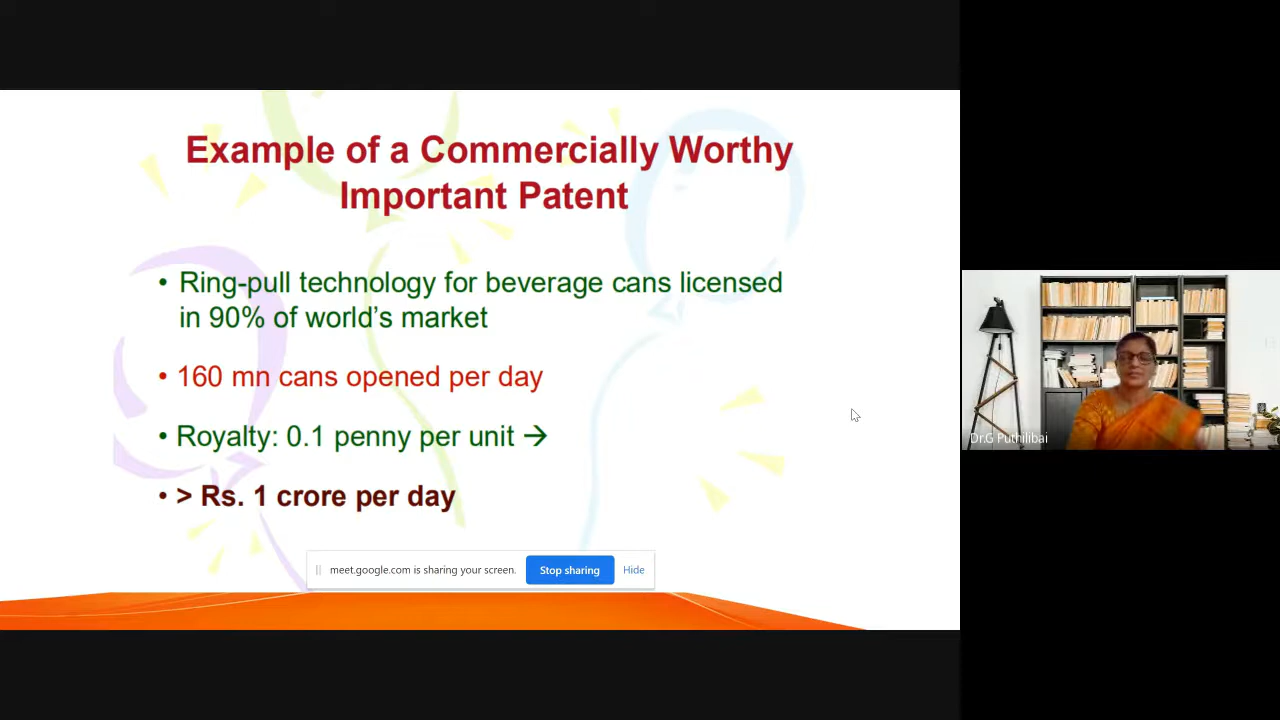 Example of a Commercially Worthy
Important Patent
• Ring-pull technology for beverage cans licensed
in 90% of world's market
• 160 mn cans opened per day
• Royalty: 0.1 penny per unit →
• > Rs. 1 crore per day
meet.google.com is sharing your screen.
Stop sharing
Hide
Dr.G Puthilibai